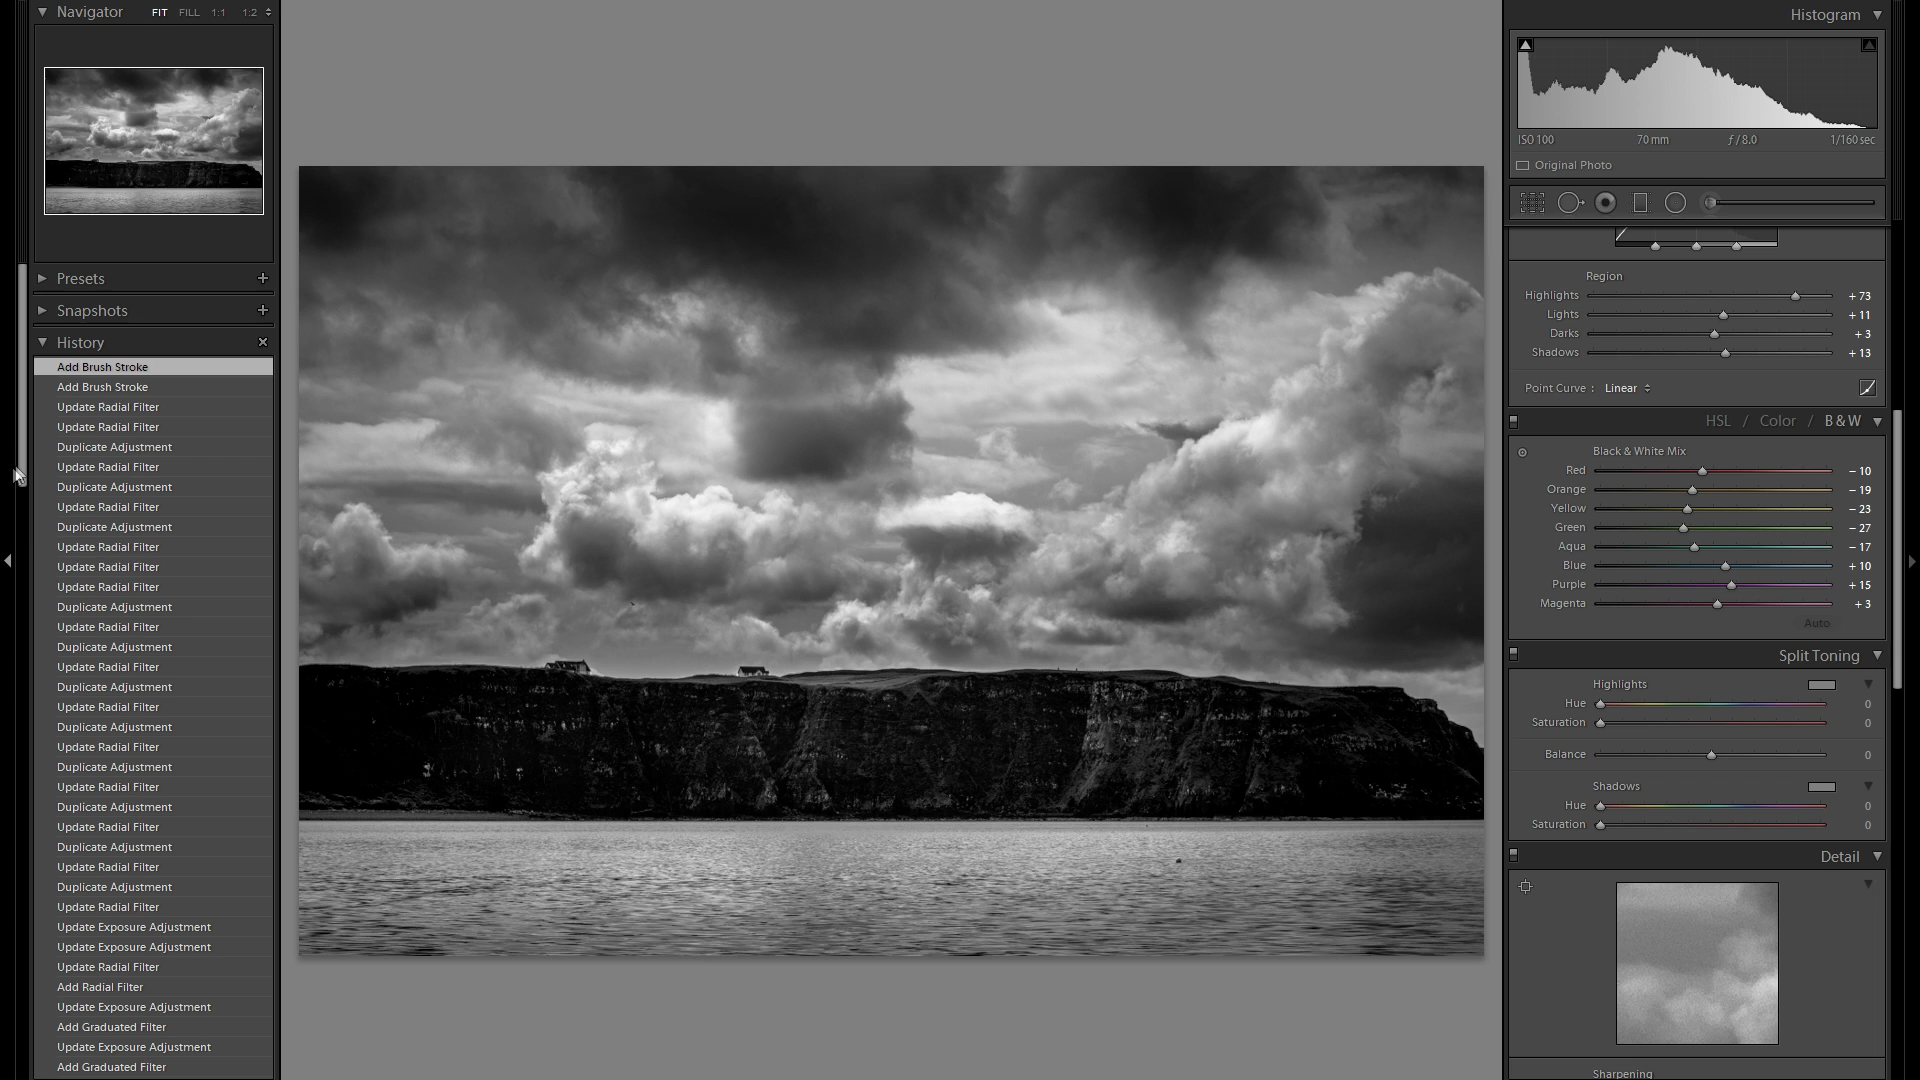 Navigator FIT FILL 1:1 1:2
Presets
Snapshots
History
Add Brush Stroke
Add Brush Stroke
Update Radial Filter
Update Radial Filter
Duplicate Adjustment
Update Radial Filter
Duplicate Adjustment
Update Radial Filter
Duplicate Adjustment
Update Radial Filter
Update Radial Filter
Update Radial Filter
Duplicate Adjustment
Update Radial Filter
Duplicate Adjustment
Update Radial Filter
Duplicate Adjustment
Update Radial Filter
Duplicate Adjustment
Update Radial Filter
Duplicate Adjustment
Update Radial Filter
Duplicate Adjustment
Update Radial Filter
Duplicate Adjustment
Update Radial Filter
Duplicate Adjustment
Update Radial Filter
Update Exposure Adjustment
Update Exposure Adjustment
Update Radial Filter
Add Radial Filter
Update Exposure Adjustment
Add Graduated Filter
Update Exposure Adjustment
Add Graduated Filter
Histogram
ISO 100 70 mm ƒ / 8.0 1/160 sec
Original Photo
Region
Highlights + 73
Lights + 11
Darks + 3
Shadows + 13
Point Curve : Linear
HSL / Color / B & W
Black & White Mix
Red – 10
Orange – 19
Yellow – 23
Green – 27
Aqua – 17
Blue + 10
Purple + 15
Magenta + 3
Auto
Split Toning
Highlights
Hue 0
Saturation 0
Balance 0
Shadows
Hue 0
Saturation 0
Detail
Sharpening